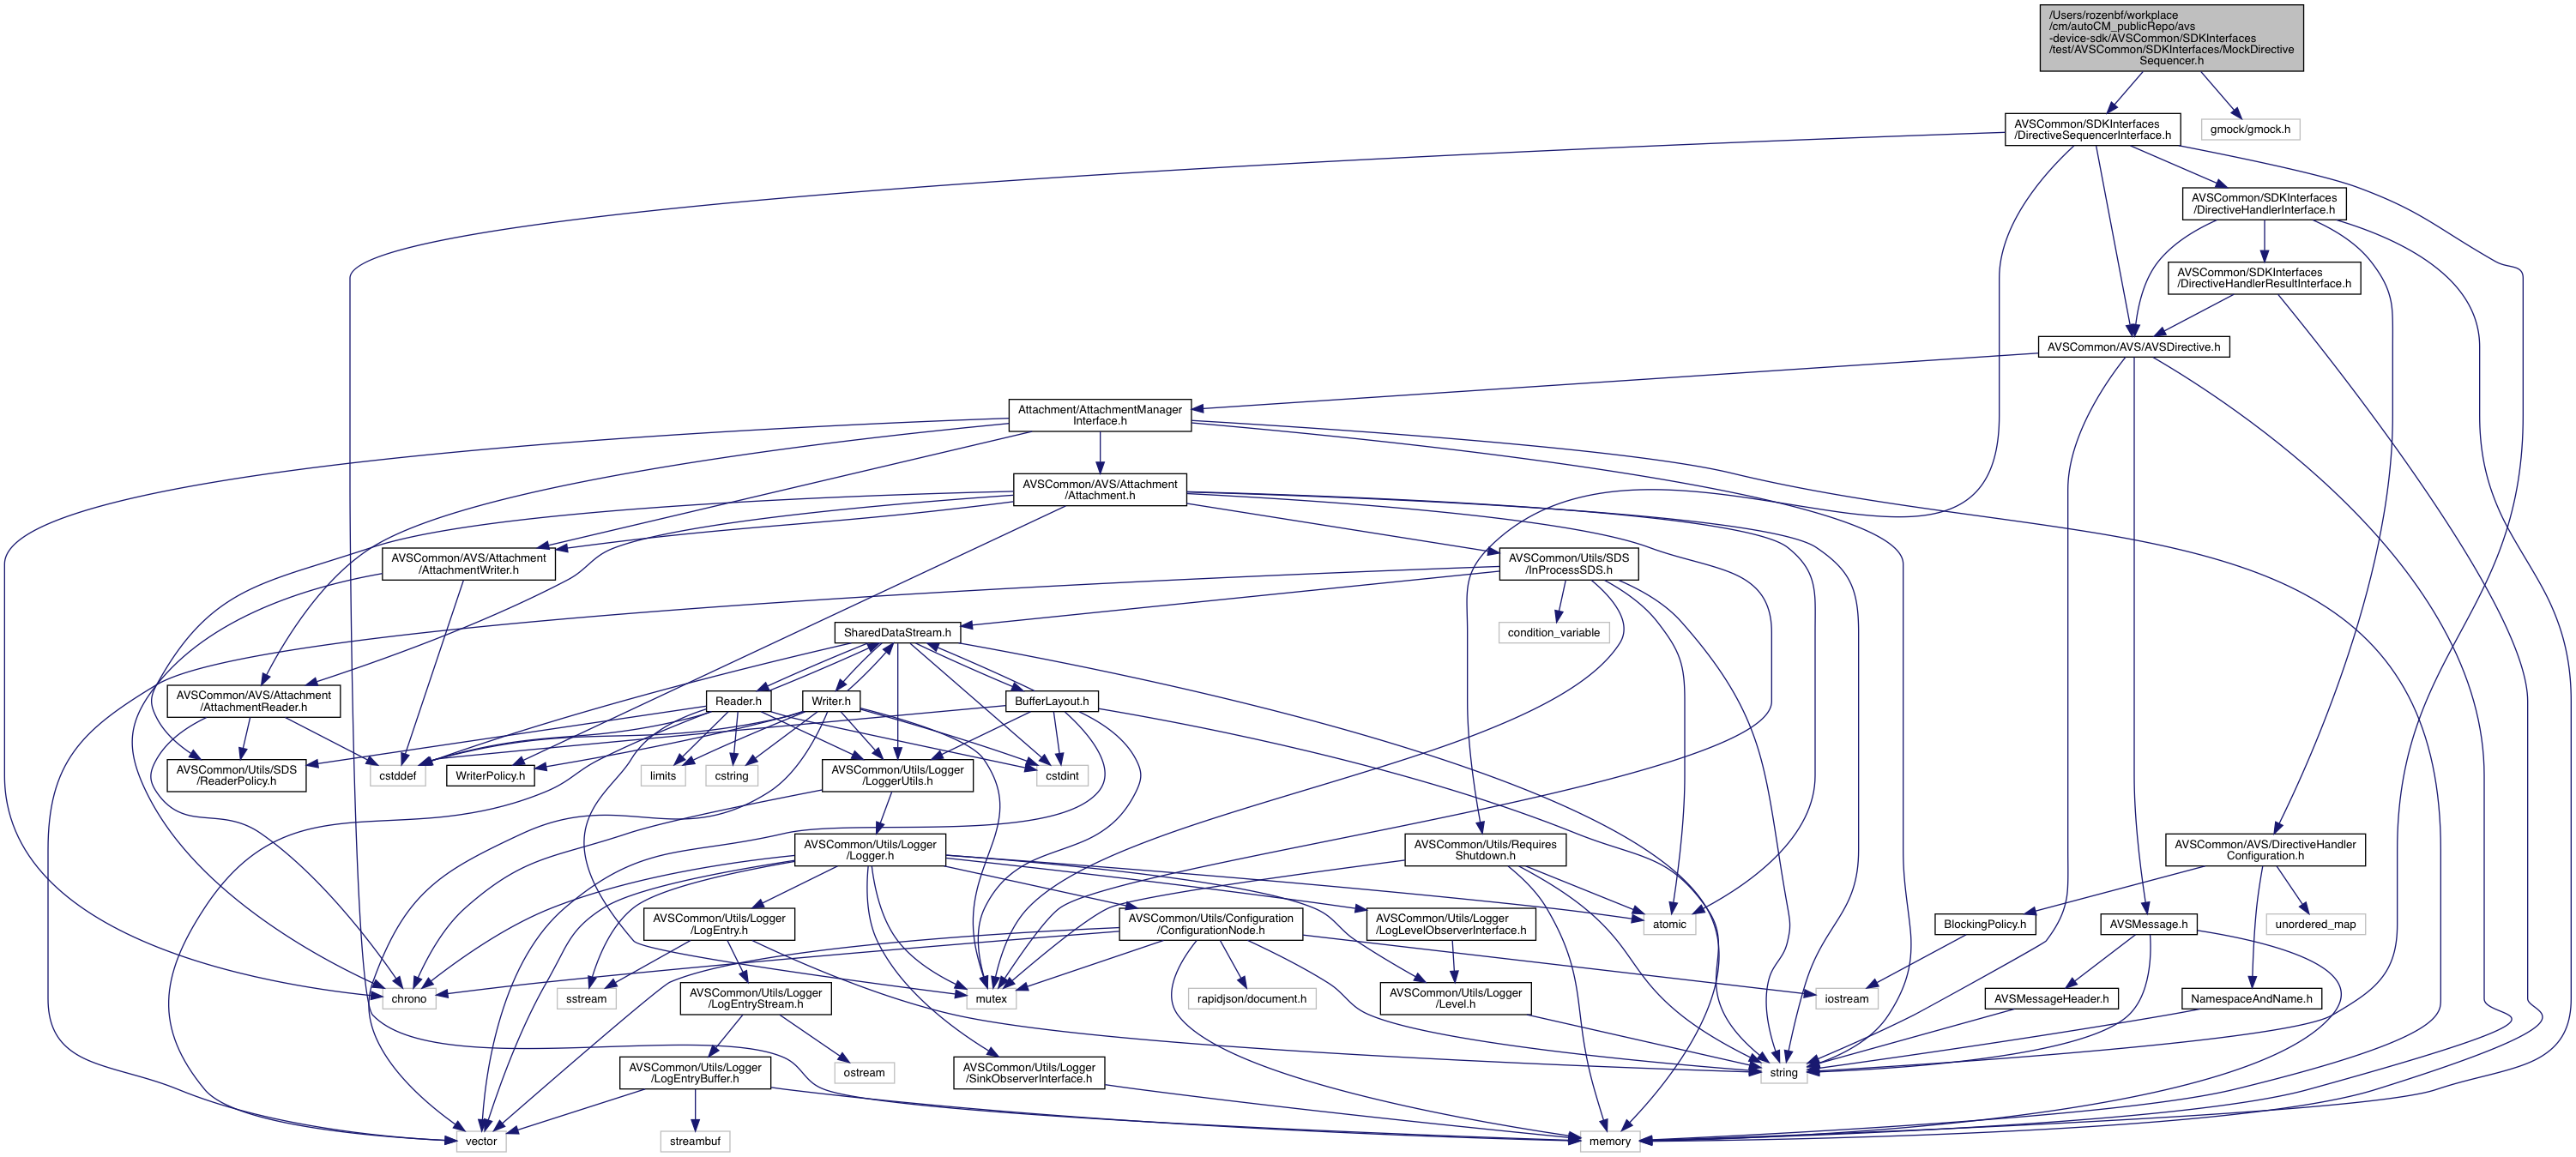 /Users/rozenbf/workplace
/cm/autoCM_publicRepo/avs
-device-sdk/AVSCommon/SDKInterfaces
/test/AVSCommon/SDKInterfaces/MockDirective
Sequencer.h
AVSCommon/SDKInterfaces
/DirectiveSequencerInterface.h
gmock/gmock.h
AVSCommon/SDKInterfaces
/DirectiveHandlerInterface.h
AVSCommon/SDKInterfaces
/DirectiveHandlerResultInterface.h
AVSCommon/AVS/AVSDirective.h
Attachment/AttachmentManager
Interface.h
AVSCommon/AVS/Attachment
/Attachment.h
AVSCommon/AVS/Attachment
/AttachmentWriter.h
AVSCommon/Utils/SDS
/InProcessSDS.h
SharedDataStream.h
condition_variable
AVSCommon/AVS/Attachment
/AttachmentReader.h
Reader.h
Writer.h
BufferLayout.h
AVSCommon/Utils/SDS
/ReaderPolicy.h
cstddef
WriterPolicy.h
limits
cstring
AVSCommon/Utils/Logger
/LoggerUtils.h
cstdint
AVSCommon/Utils/Logger
/Logger.h
AVSCommon/Utils/Requires
Shutdown.h
AVSCommon/AVS/DirectiveHandler
Configuration.h
AVSCommon/Utils/Logger
/LogEntry.h
AVSCommon/Utils/Configuration
/ConfigurationNode.h
AVSCommon/Utils/Logger
/LogLevelObserverInterface.h
atomic
BlockingPolicy.h
AVSMessage.h
unordered_map
chrono
sstream
AVSCommon/Utils/Logger
/LogEntryStream.h
mutex
rapidjson/document.h
AVSCommon/Utils/Logger
/Level.h
iostream
AVSMessageHeader.h
NamespaceAndName.h
AVSCommon/Utils/Logger
/LogEntryBuffer.h
ostream
AVSCommon/Utils/Logger
/SinkObserverInterface.h
string
vector
streambuf
memory